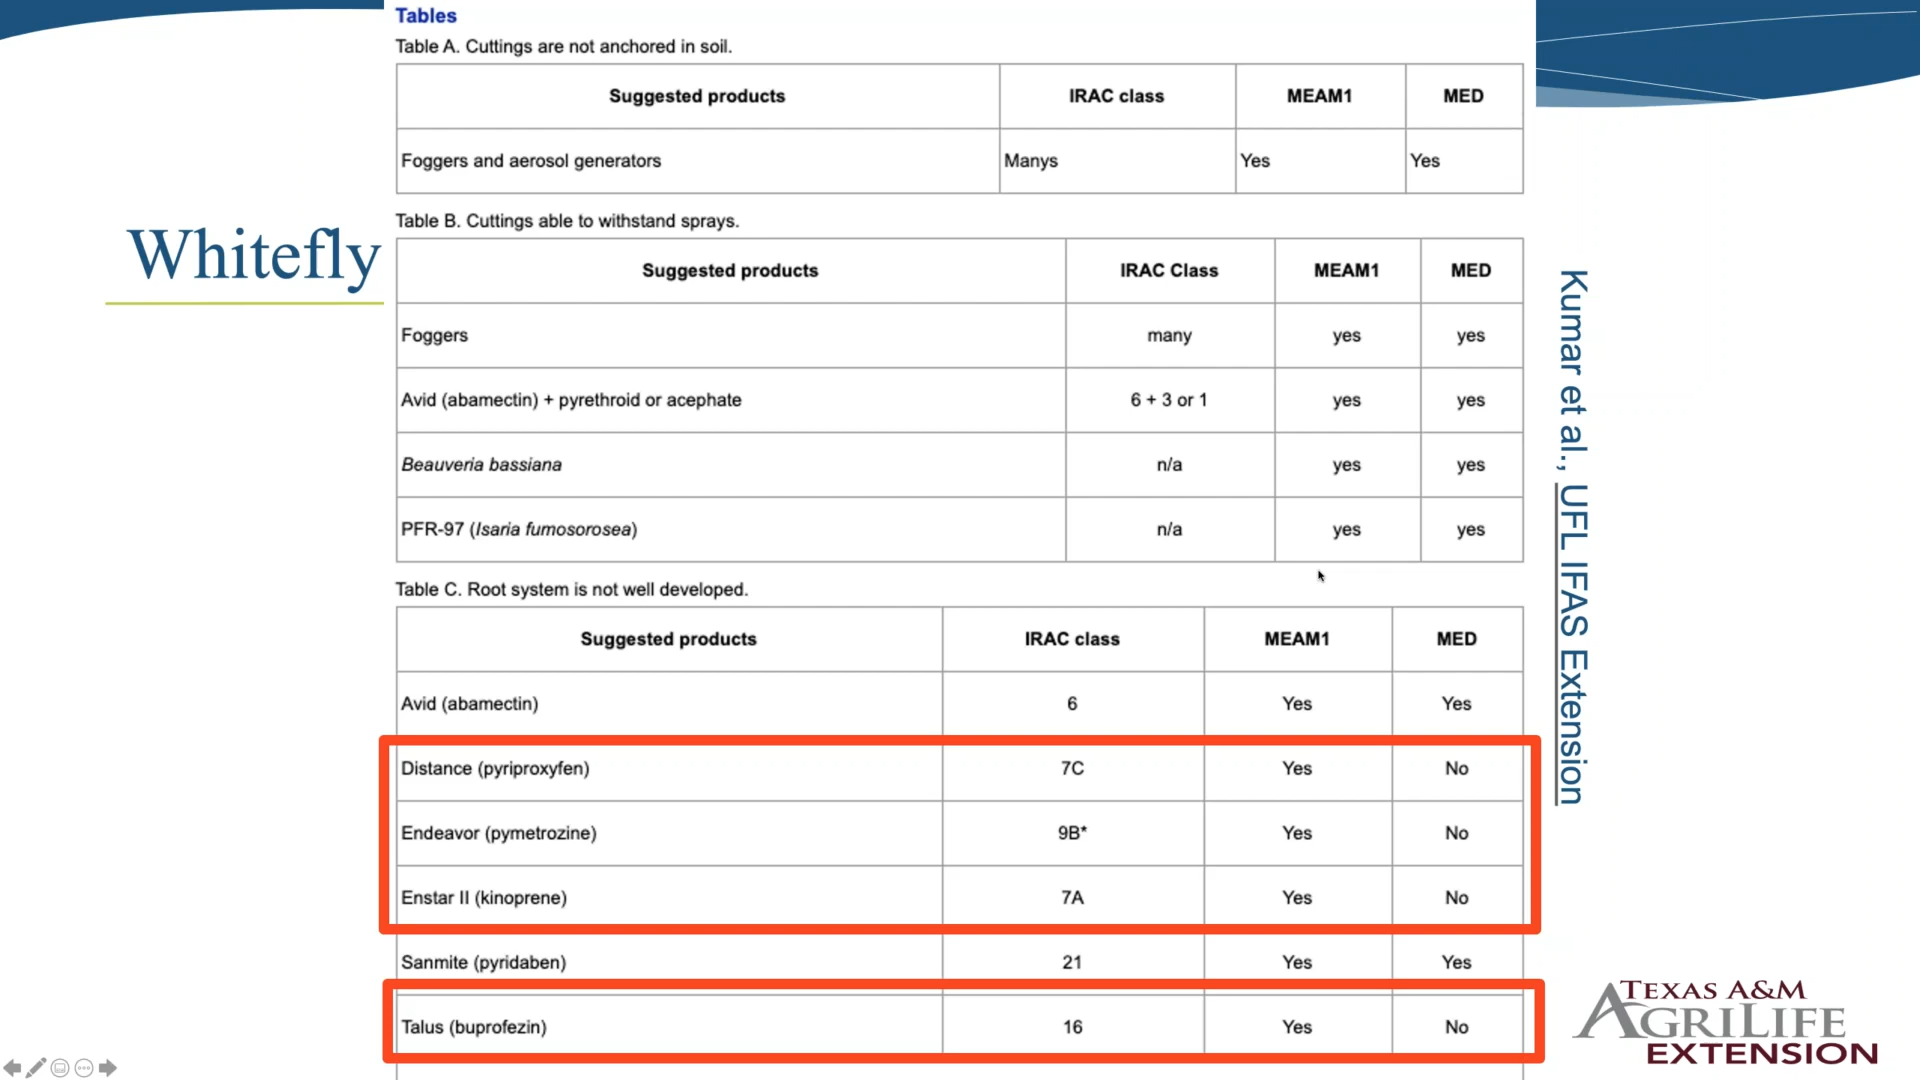 Tables
Table A. Cuttings are not anchored in soil.
Suggested products IRAC class MEAM1 MED
Foggers and aerosol generators Manys Yes Yes
Whitefly
Table B. Cuttings able to withstand sprays.
Suggested products IRAC Class MEAM1 MED
Foggers many yes yes
Avid (abamectin) + pyrethroid or acephate 6 + 3 or 1 yes yes
Beauveria bassiana n/a yes yes
PFR-97 (Isaria fumosorosea) n/a yes yes
Table C. Root system is not well developed.
Suggested products IRAC class MEAM1 MED
Avid (abamectin) 6 Yes Yes
Distance (pyriproxyfen) 7C Yes No
Endeavor (pymetrozine) 9B* Yes No
Enstar II (kinoprene) 7A Yes No
Sanmite (pyridaben) 21 Yes Yes
Talus (buprofezin) 16 Yes No
Kumar et al., UFL IFAS Extension
TEXAS A&M
AGRILIFE
EXTENSION